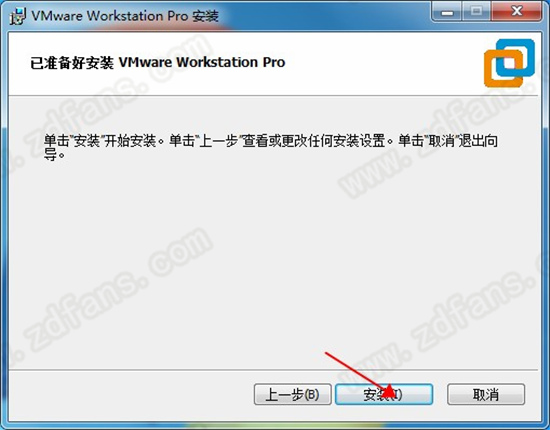 VMware Workstation Pro 安装
已准备好安装 VMware Workstation Pro
单击“安装”开始安装。单击“上一步”查看或更改任何安装设置。单击“取消”退出向
导。
www.zdfans.com
www.zdfans.com
www.zdfans.com
上一步(B)
安装(I)
取消